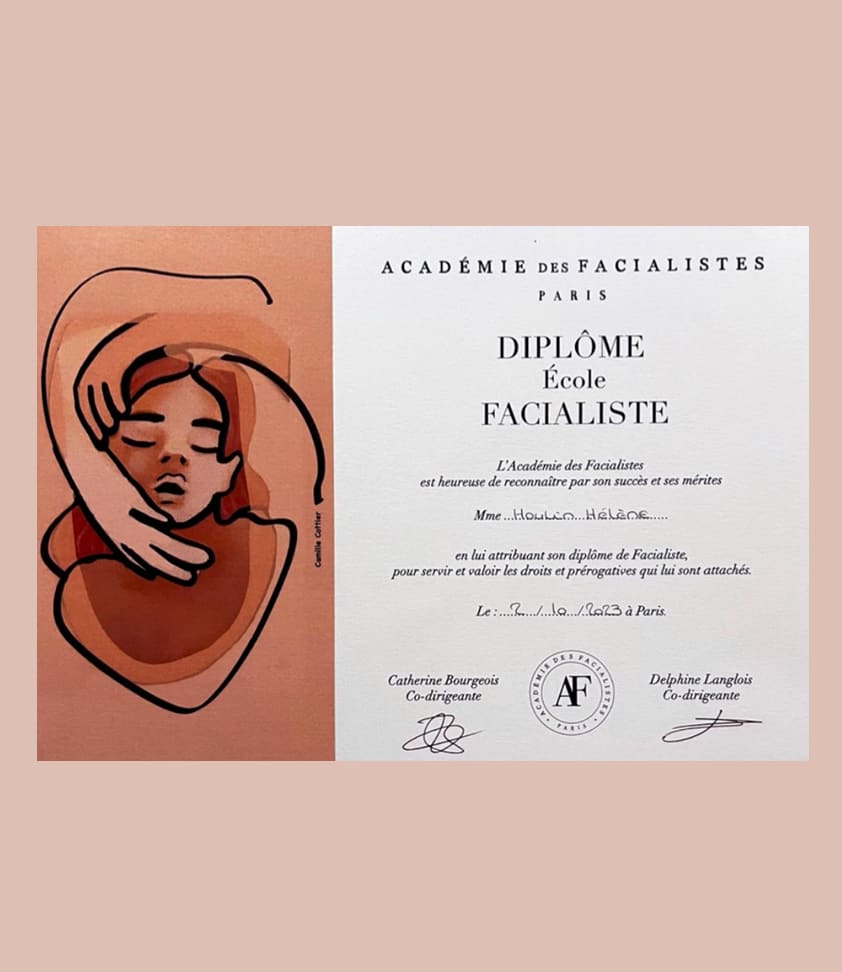 Camille Cottier
ACADÉMIE DES FACIALISTES
PARIS
DIPLÔME
École
FACIALISTE
L'Académie des Facialistes
est heureuse de reconnaître par son succès et ses mérites
Mme ...Houlin...Hélène.....
en lui attribuant son diplôme de Facialiste,
pour servir et valoir les droits et prérogatives qui lui sont attachés.
Le :....2.../.10.../.2023 à Paris.
Catherine Bourgeois
Co-dirigeante
ACADÉMIE DES FACIALISTES
AF
PARIS
Delphine Langlois
Co-dirigeante